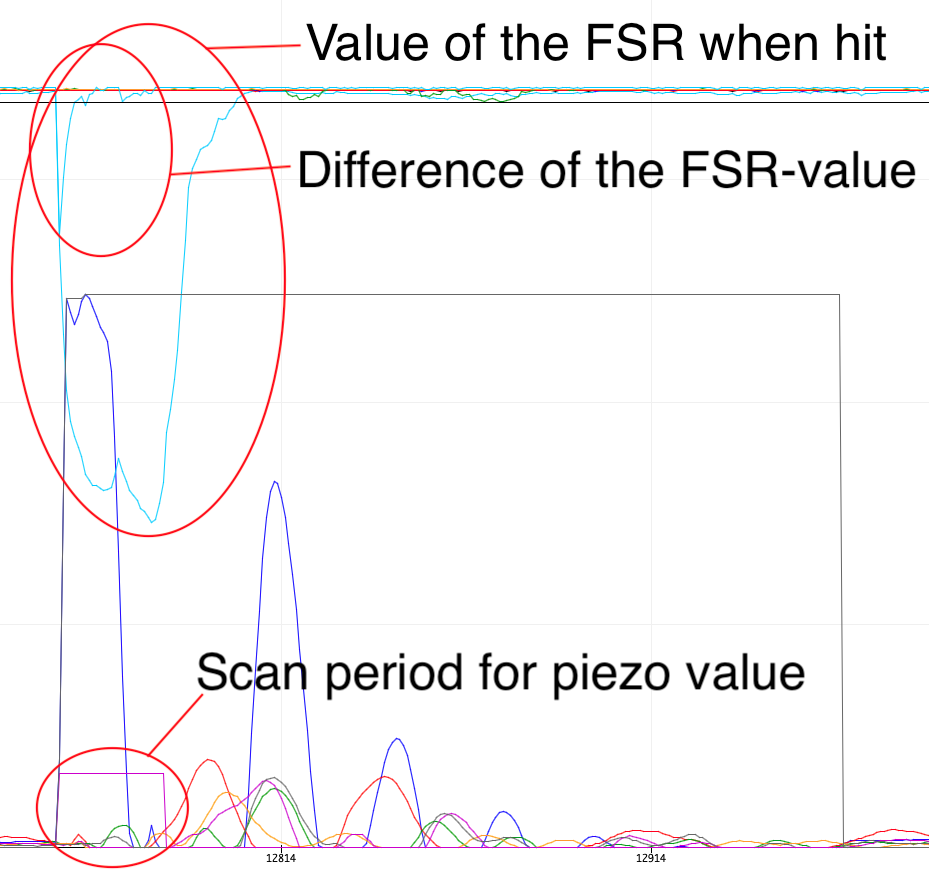 Value of the FSR when hit
Difference of the FSR-value
Scan period for piezo value
12814
12914